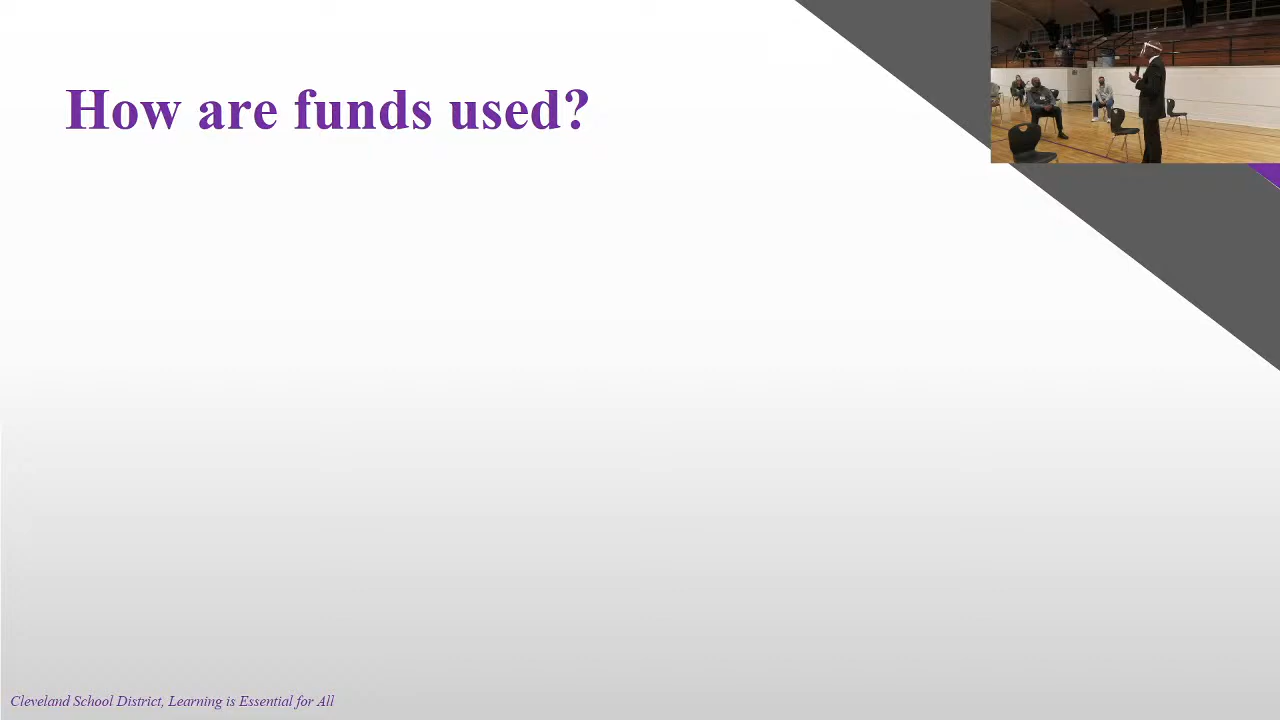 How are funds used?
Cleveland School District, Learning is Essential for All